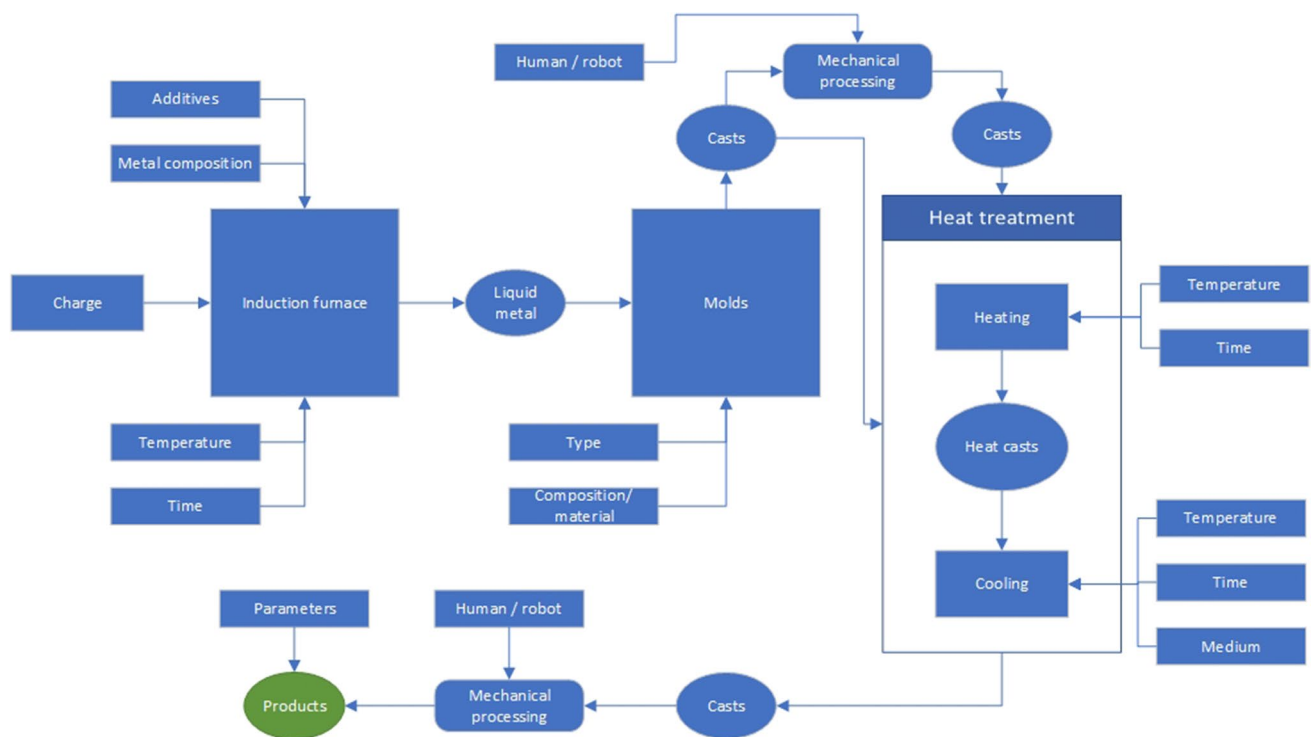 Human / robot
Mechanical
processing
Additives
Casts
Casts
Metal composition
Heat treatment
Charge
Induction furnace
Liquid
metal
Molds
Heating
Temperature
Time
Temperature
Time
Type
Composition/
material
Heat casts
Cooling
Temperature
Time
Medium
Parameters
Human / robot
Products
Mechanical
processing
Casts